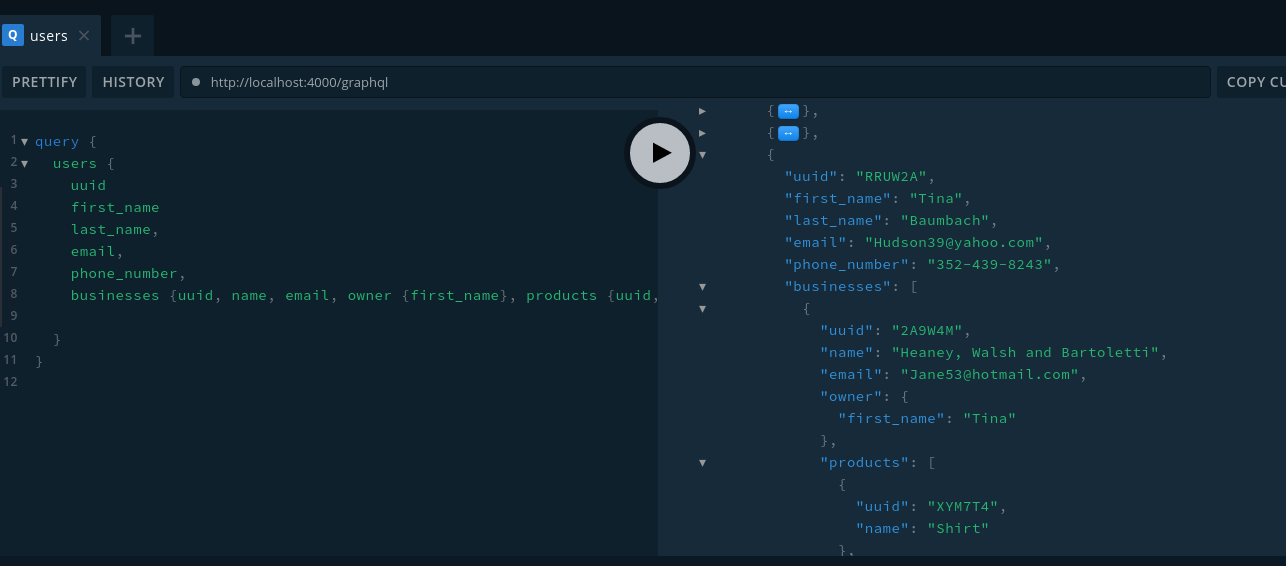 Q users ×
PRETTIFY HISTORY http://localhost:4000/graphql COPY CU
1 query {
2 users {
3 uuid
4 first_name
5 last_name,
6 email,
7 phone_number,
8 businesses {uuid, name, email, owner {first_name}, products {uuid,
9
10 }
11 }
12
{ ↔ },
{ ↔ },
{
"uuid": "RRUW2A",
"first_name": "Tina",
"last_name": "Baumbach",
"email": "Hudson39@yahoo.com",
"phone_number": "352-439-8243",
"businesses": [
{
"uuid": "2A9W4M",
"name": "Heaney, Walsh and Bartoletti",
"email": "Jane53@hotmail.com",
"owner": {
"first_name": "Tina"
},
"products": [
{
"uuid": "XYM7T4",
"name": "Shirt"
},